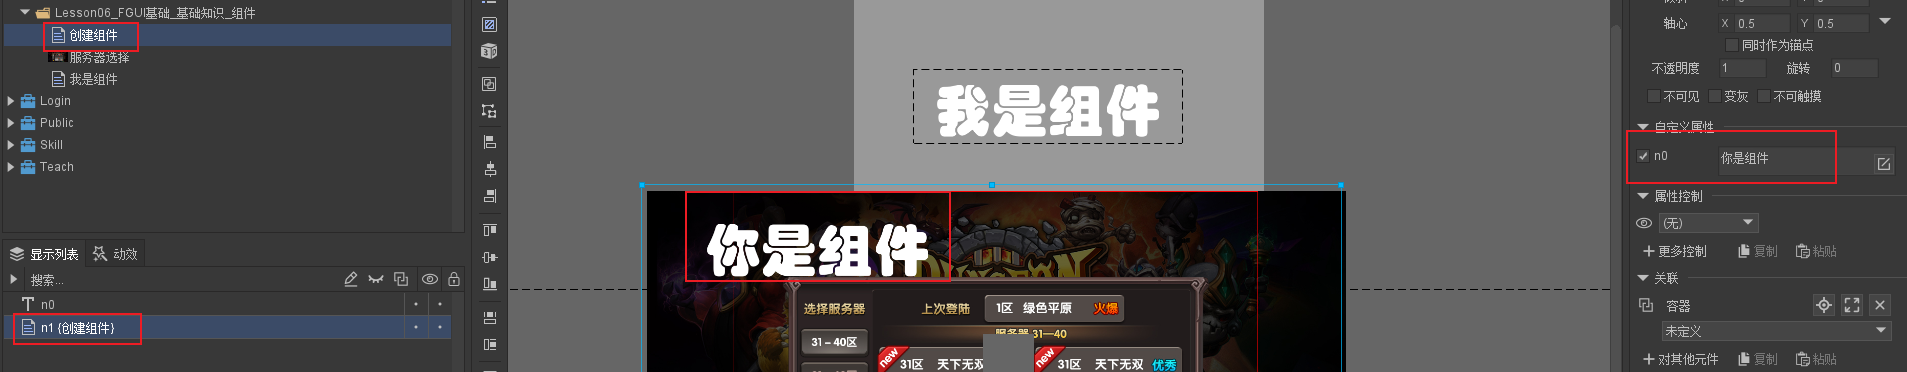 Lesson06_FGUI基础_基础知识_组件
创建组件
服务器选择
我是组件
Login
Public
Skill
Teach
显示列表
动效
搜索...
n0
n1 {创建组件}
我是组件
你是组件
选择服务器
上次登陆
1区 绿色平原 火爆
31-40区
new
31区 天下无双
new
31区 天下无双 优秀
轴心 X 0.5 Y 0.5
同时作为锚点
不透明度 1 旋转 0
不可见 变灰 不可触摸
自定义属性
n0 你是组件
属性控制
(无)
更多控制 复制 粘贴
关联
容器
未定义
对其他元件 复制 粘贴